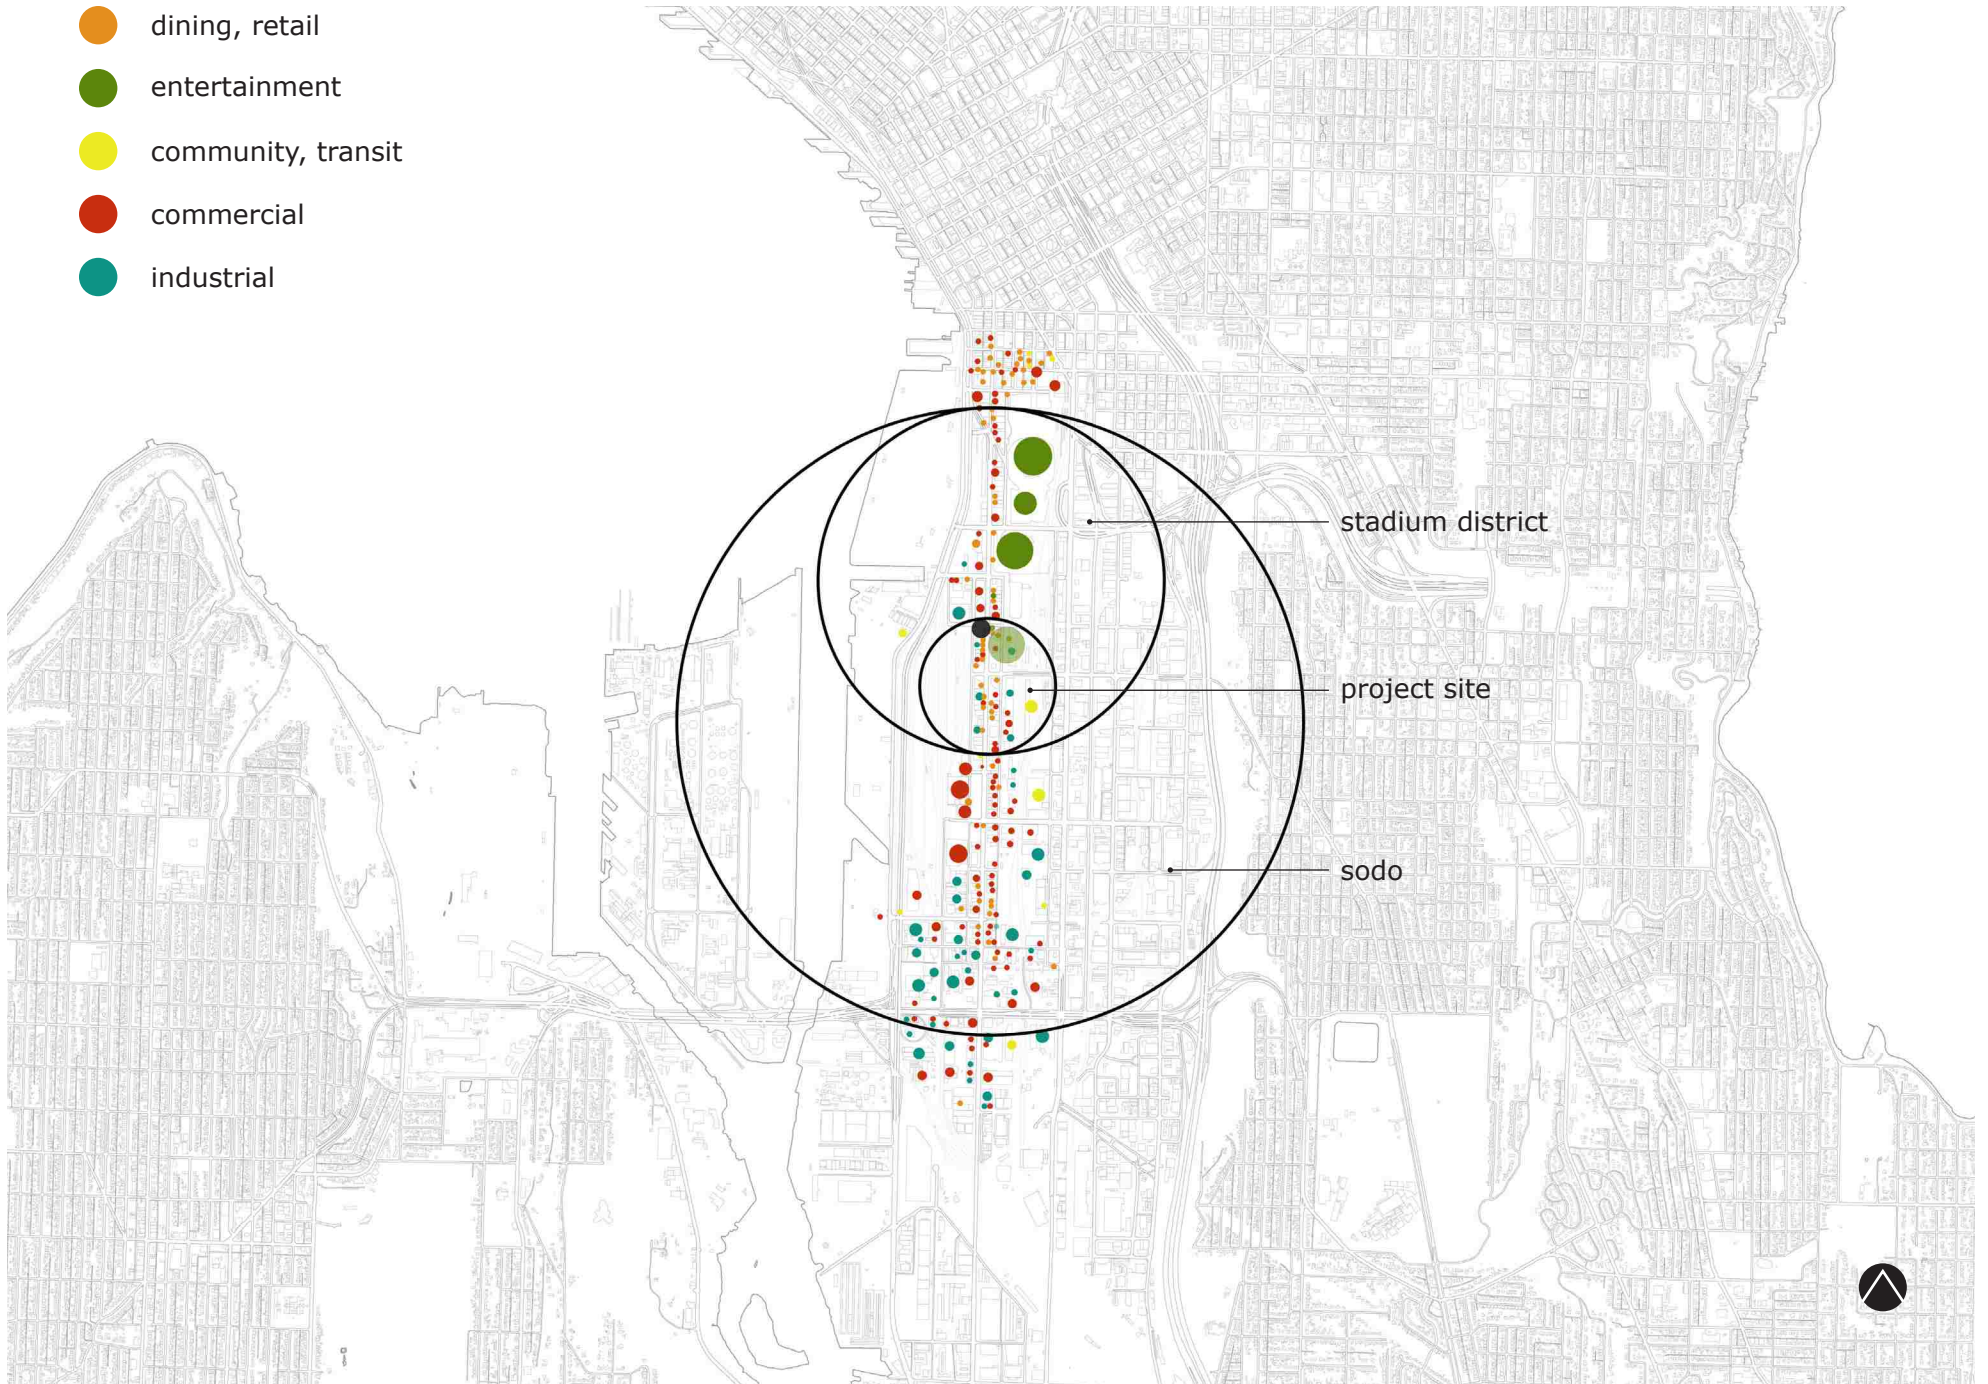 dining, retail
entertainment
community, transit
commercial
industrial
stadium district
project site
sodo